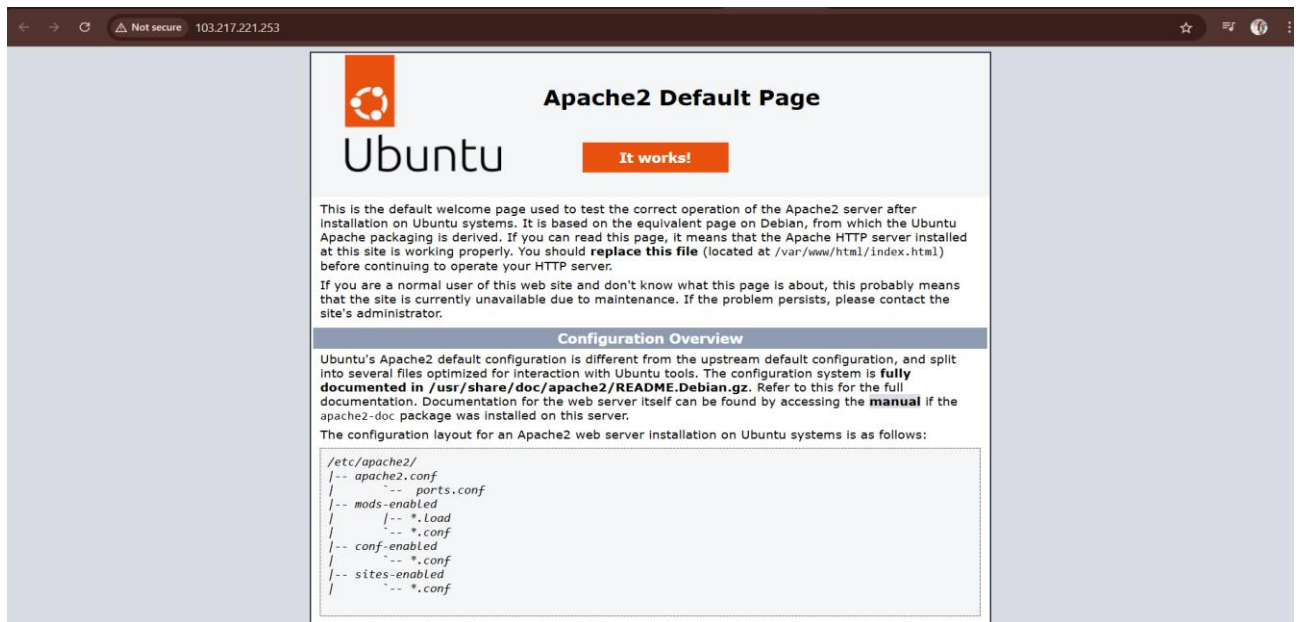 Not secure 103.217.221.253
Apache2 Default Page
Ubuntu
It works!
This is the default welcome page used to test the correct operation of the Apache2 server after
installation on Ubuntu systems. It is based on the equivalent page on Debian, from which the Ubuntu
Apache packaging is derived. If you can read this page, it means that the Apache HTTP server installed
at this site is working properly. You should replace this file (located at /var/www/html/index.html)
before continuing to operate your HTTP server.
If you are a normal user of this web site and don't know what this page is about, this probably means
that the site is currently unavailable due to maintenance. If the problem persists, please contact the
site's administrator.
Configuration Overview
Ubuntu's Apache2 default configuration is different from the upstream default configuration, and split
into several files optimized for interaction with Ubuntu tools. The configuration system is fully
documented in /usr/share/doc/apache2/README.Debian.gz. Refer to this for the full
documentation. Documentation for the web server itself can be found by accessing the manual if the
apache2-doc package was installed on this server.
The configuration layout for an Apache2 web server installation on Ubuntu systems is as follows:
/etc/apache2/
|-- apache2.conf
|       `--  ports.conf
|-- mods-enabled
|       |-- *.load
|       `-- *.conf
|-- conf-enabled
|       `-- *.conf
|-- sites-enabled
|       `-- *.conf